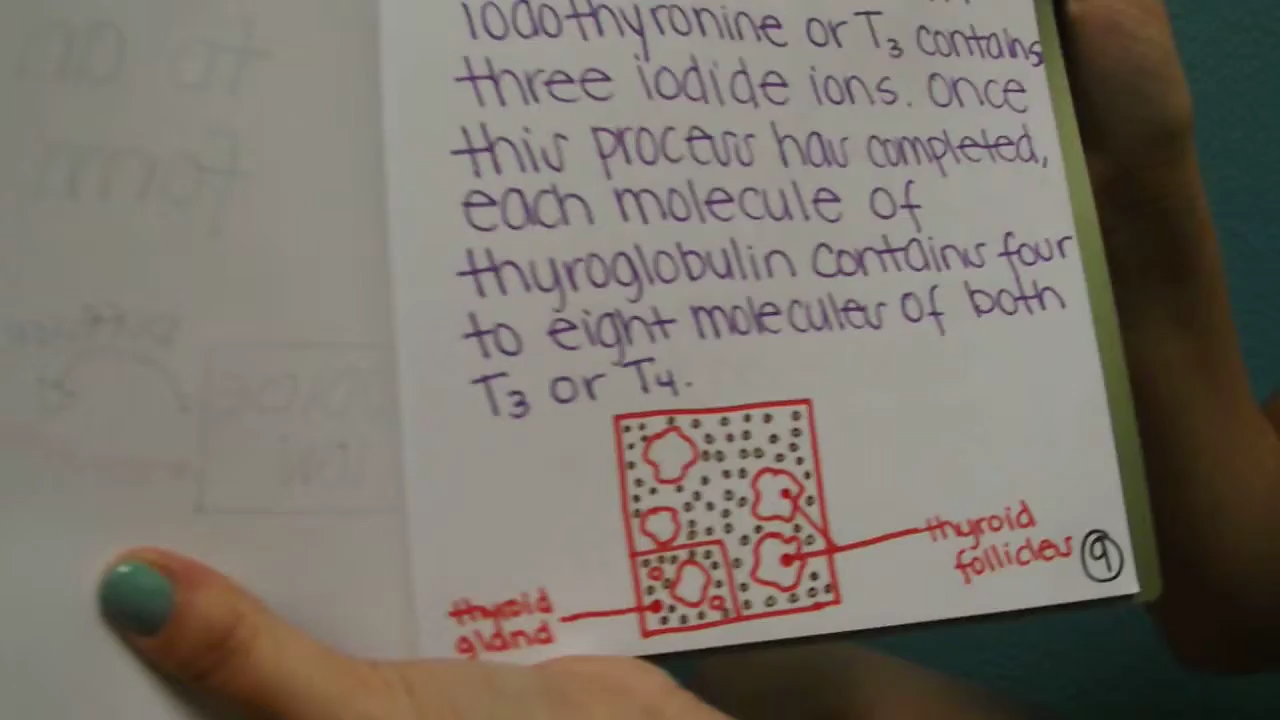 iodothyronine or T3 contains
three iodide ions. Once
this process has completed,
each molecule of
thyroglobulin contains four
to eight molecules of both
T3 or T4.
thyroid
follicles
9
thyroid
gland